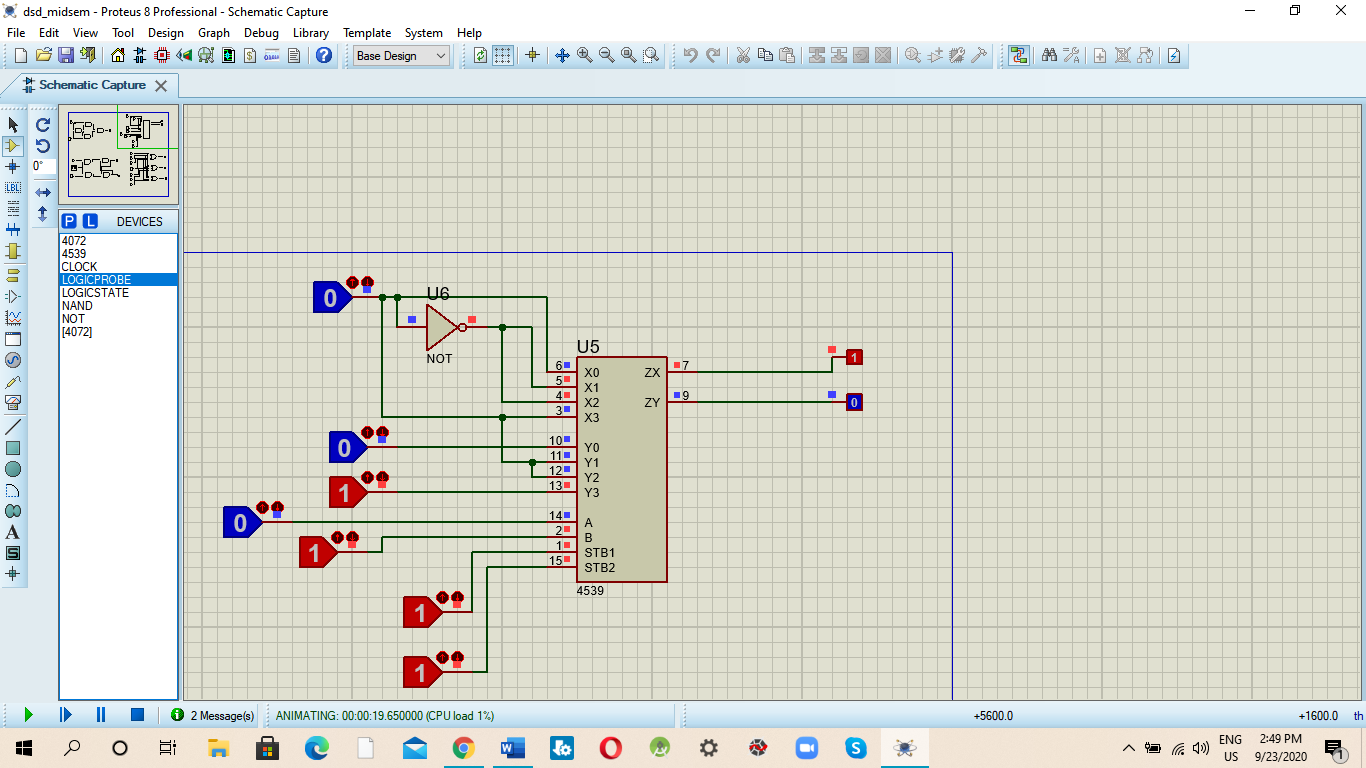 dsd_midsem - Proteus 8 Professional - Schematic Capture
File Edit View Tool Design Graph Debug Library Template System Help
Base Design
Schematic Capture
0°
LBL
A
S
P L DEVICES
4072
4539
CLOCK
LOGICPROBE
LOGICSTATE
NAND
NOT
[4072]
0
U6
NOT
U5
6 X0 ZX 7 1
5 X1
4 X2 ZY 9 0
3 X3
0 10 Y0
11 Y1
12 Y2
1 13 Y3
0 14 A
2 B
1 1 STB1
15 STB2
4539
1
1
2 Message(s) ANIMATING: 00:00:19.650000 (CPU load 1%) +5600.0 +1600.0 th
ENG 2:49 PM
US 9/23/2020
1